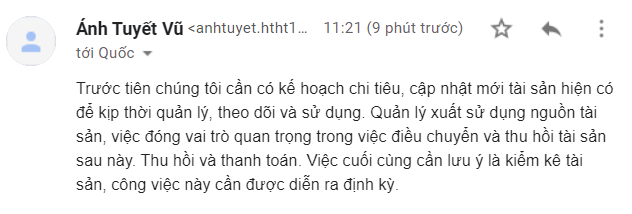 Ánh Tuyết Vũ <anhtuyet.htht1... 11:21 (9 phút trước)
tới Quốc
Trước tiên chúng tôi cần có kế hoạch chi tiêu, cập nhật mới tài sản hiện có
để kịp thời quản lý, theo dõi và sử dụng. Quản lý xuất sử dụng nguồn tài
sản, việc đóng vai trò quan trọng trong việc điều chuyển và thu hồi tài sản
sau này. Thu hồi và thanh toán. Việc cuối cùng cần lưu ý là kiểm kê tài
sản, công việc này cần được diễn ra định kỳ.